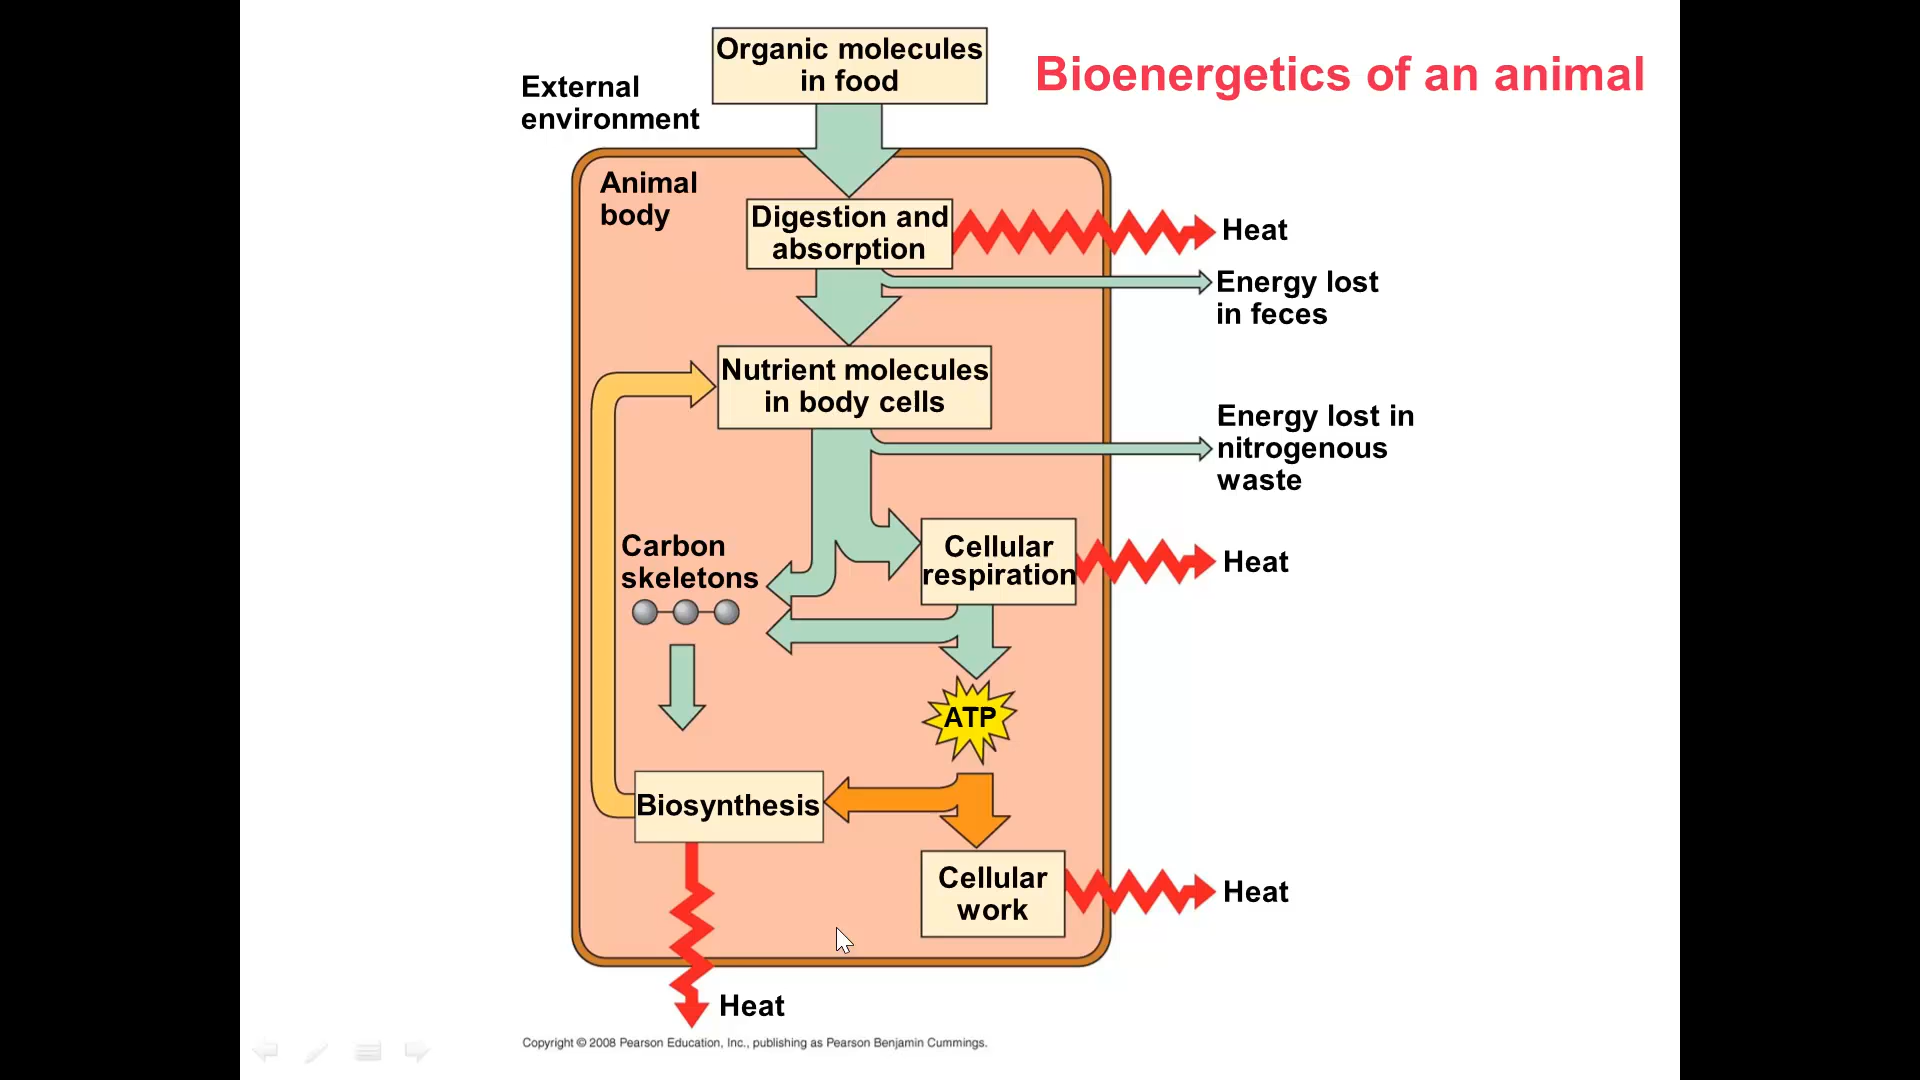 Organic molecules
in food
Bioenergetics of an animal
External
environment
Animal
body
Digestion and
absorption
Heat
Energy lost
in feces
Nutrient molecules
in body cells
Energy lost in
nitrogenous
waste
Carbon
skeletons
Cellular
respiration
Heat
ATP
Biosynthesis
Cellular
work
Heat
Heat
Copyright © 2008 Pearson Education, Inc., publishing as Pearson Benjamin Cummings.